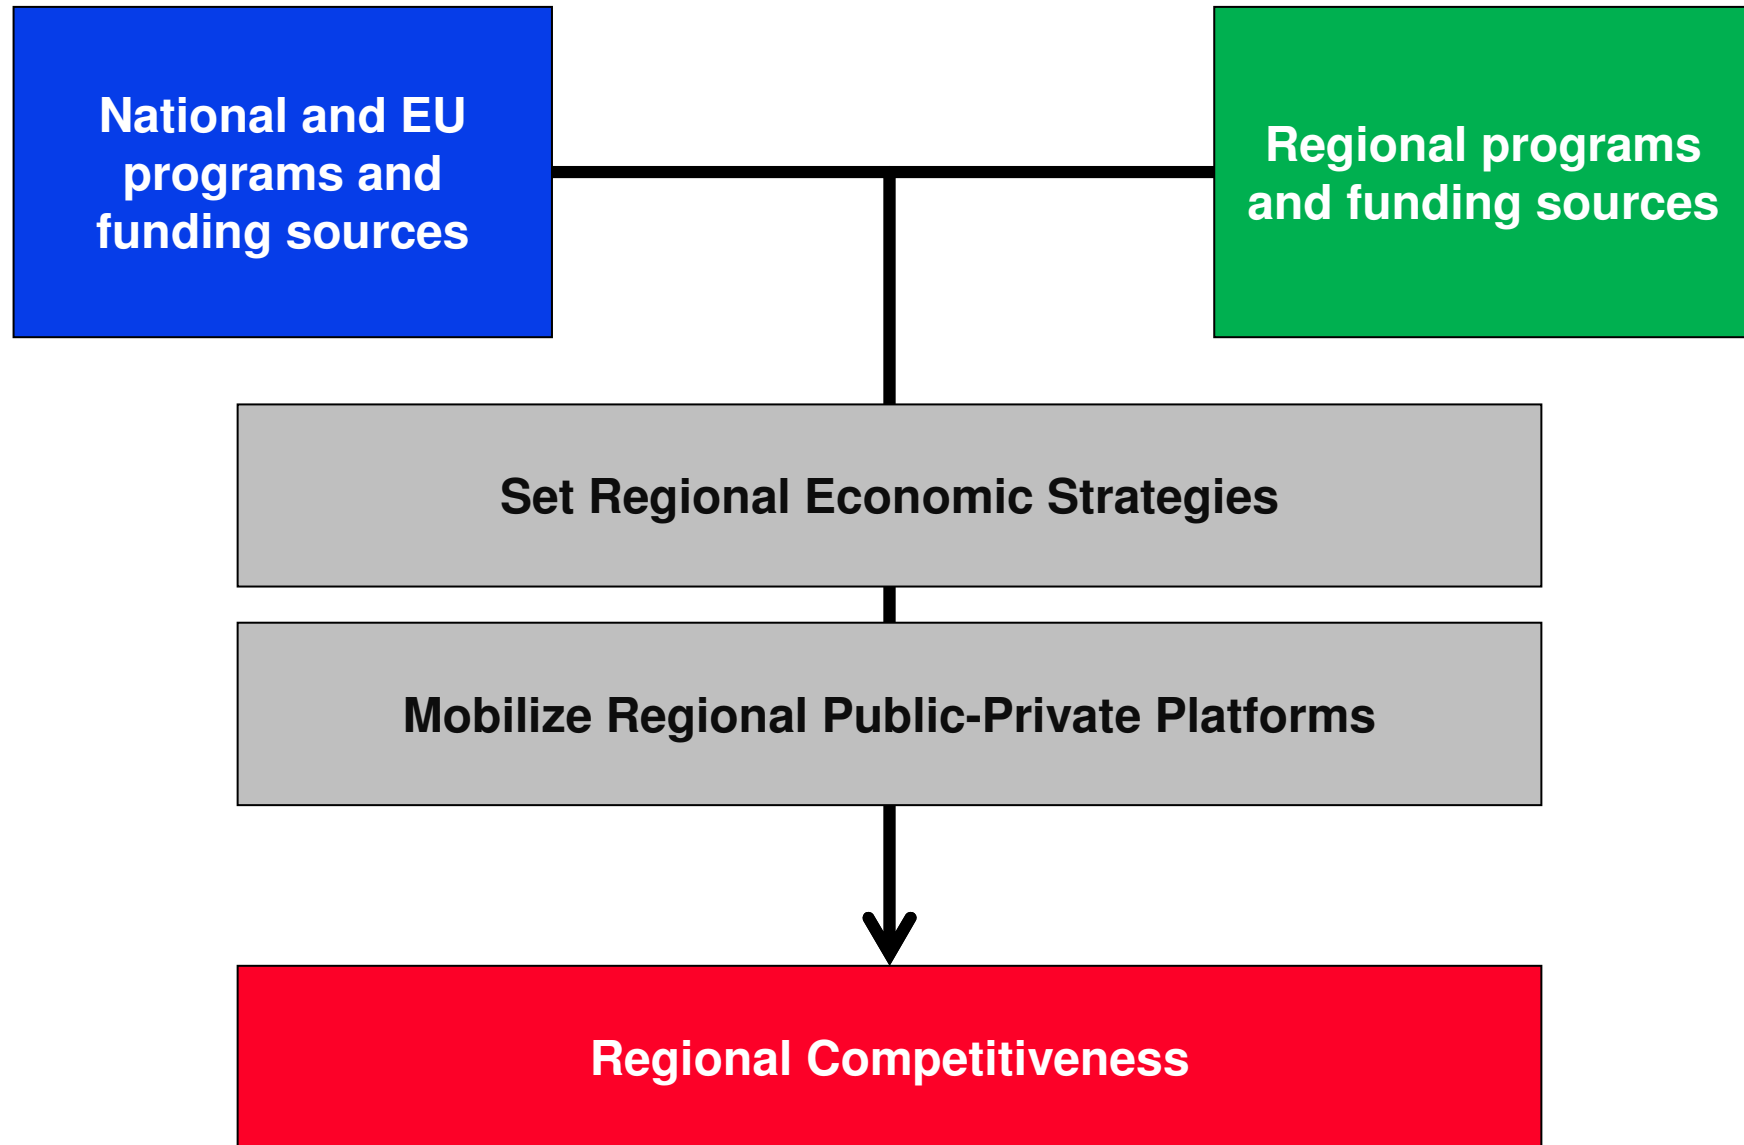 National and EU
programs and
funding sources
Regional programs
and funding sources
Set Regional Economic Strategies
Mobilize Regional Public-Private Platforms
Regional Competitiveness